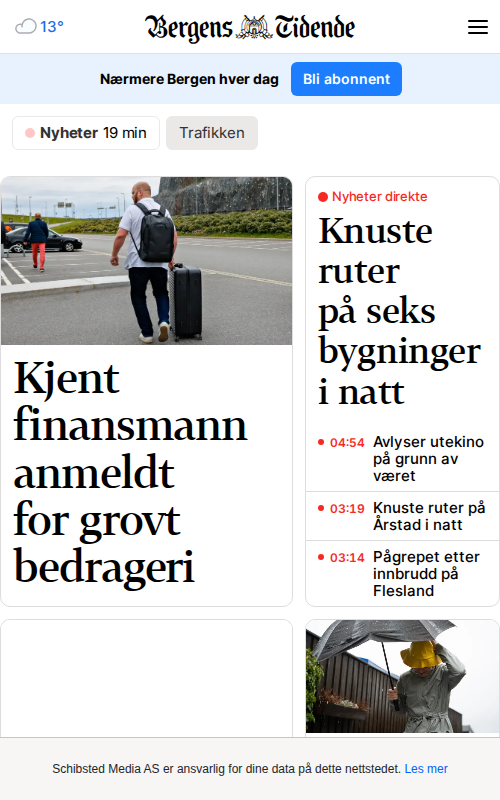 13°
Bergens Tidende
Nærmere Bergen hver dag
Bli abonnent
Nyheter 19 min
Trafikken
Kjent
finansmann
anmeldt
for grovt
bedrageri
Nyheter direkte
Knuste
ruter
på seks
bygninger
i natt
04:54 Avlyser utekino
på grunn av
været
03:19 Knuste ruter på
Årstad i natt
03:14 Pågrepet etter
innbrudd på
Flesland
Schibsted Media AS er ansvarlig for dine data på dette nettstedet. Les mer